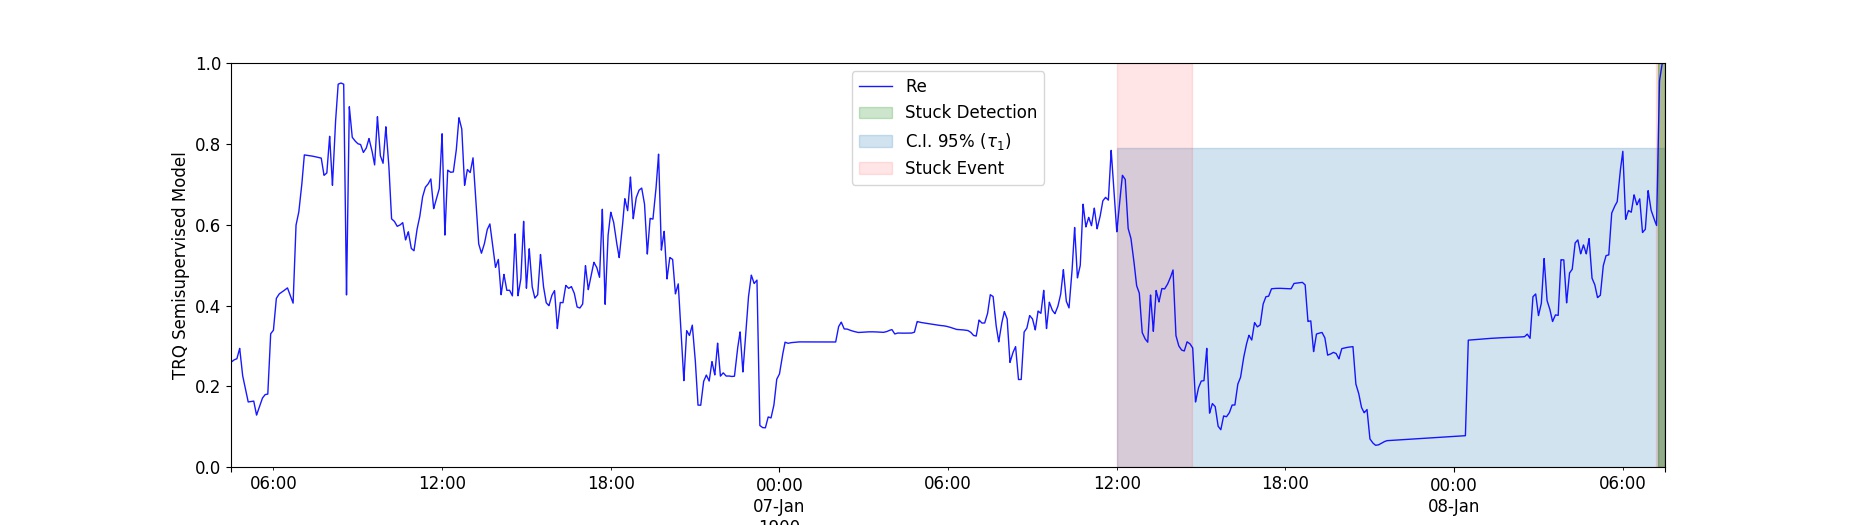 TRQ Semisupervised Model
1.0
0.8
0.6
0.4
0.2
0.0
Re
Stuck Detection
C.I. 95% (τ₁)
Stuck Event
06:00 12:00 18:00 00:00 06:00 12:00 18:00 00:00 06:00
07-Jan 08-Jan
1900